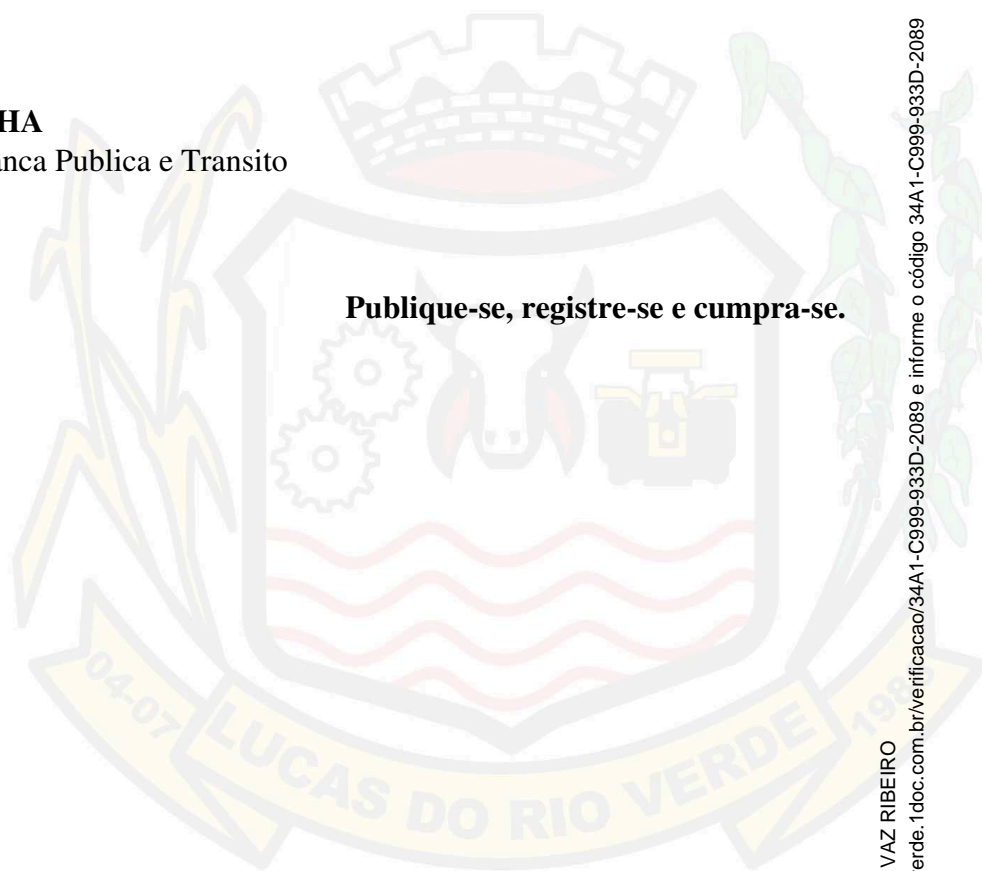 HA
anca Publica e Transito
Publique-se, registre-se e cumpra-se.
04-07 LUCAS DO RIO VERDE 1988
VAZ RIBEIRO
erde.1doc.com.br/verificacao/34A1-C999-933D-2089 e informe o código 34A1-C999-933D-2089